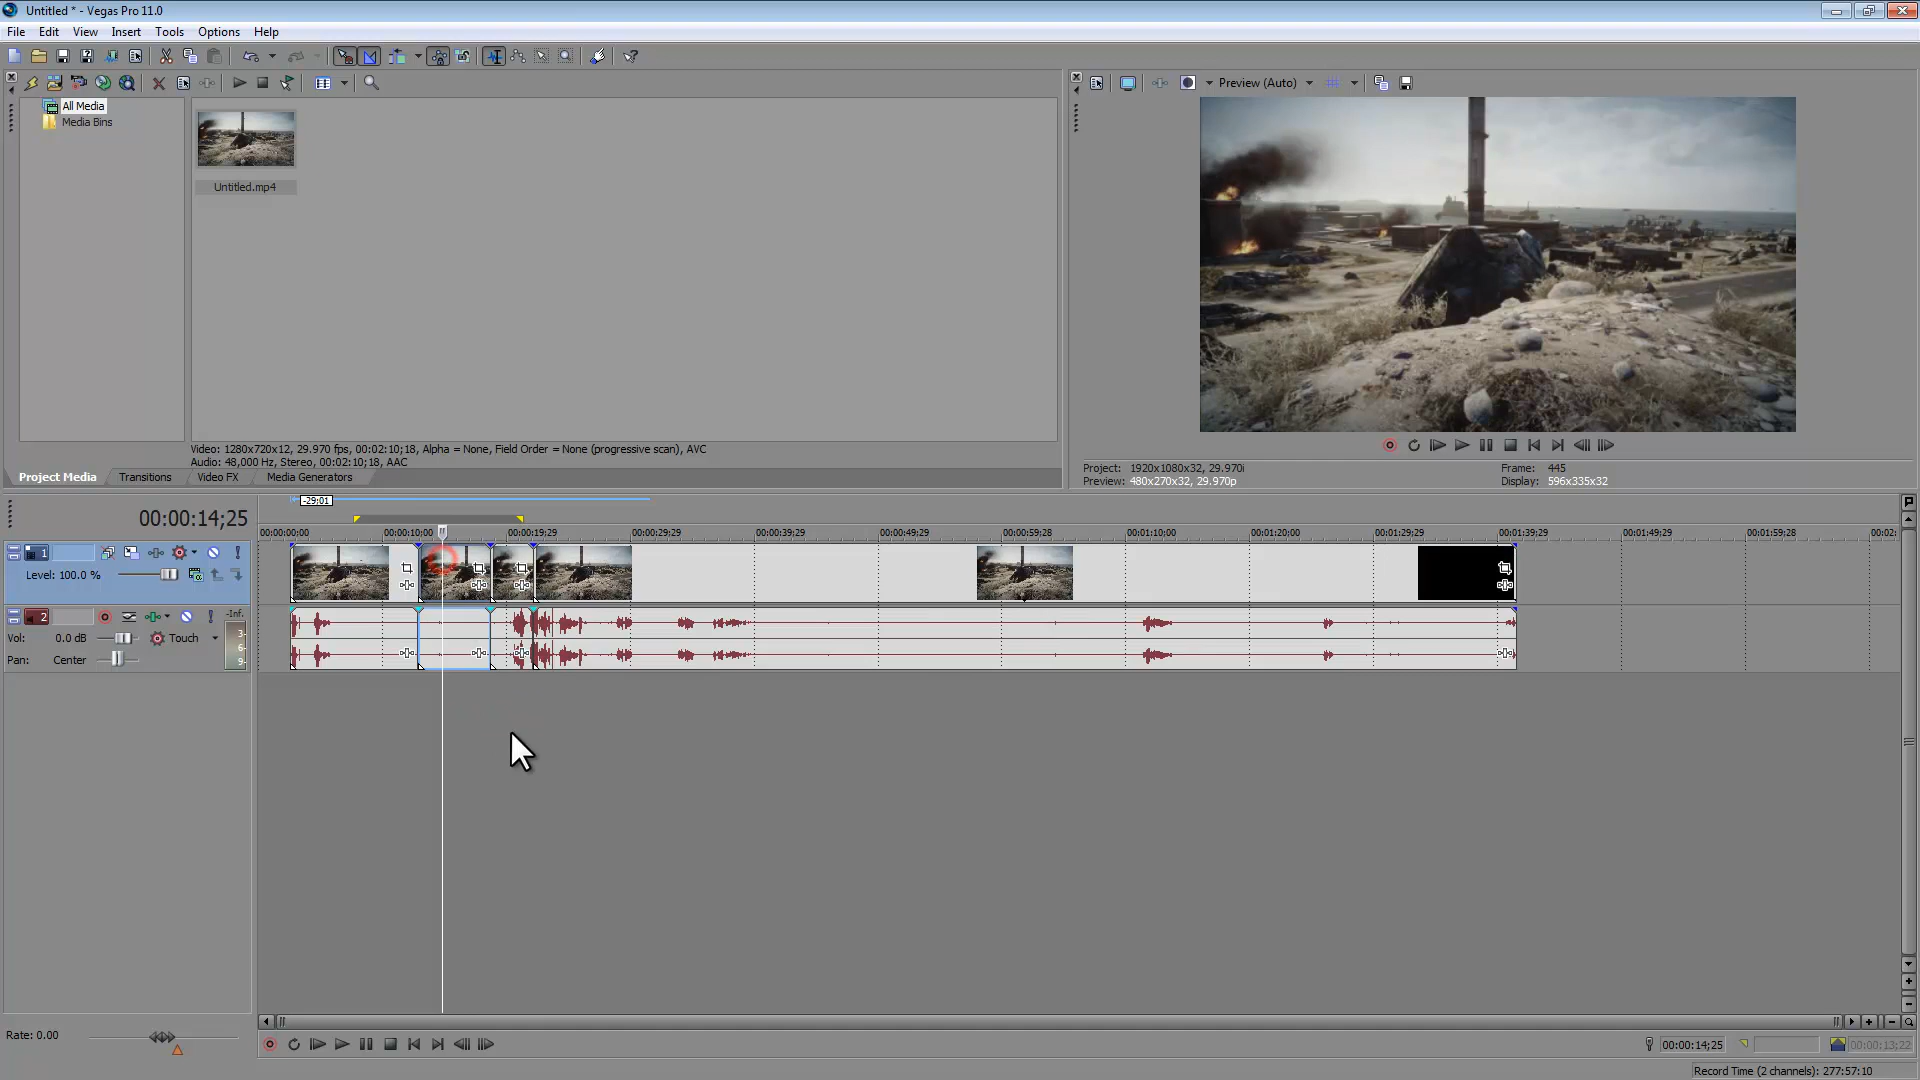 Untitled * - Vegas Pro 11.0
File Edit View Insert Tools Options Help
All Media
Media Bins
Untitled.mp4
Preview (Auto)
Video: 1280x720x12, 29.970 fps, 00:02:10;18, Alpha = None, Field Order = None (progressive scan), AVC
Audio: 48,000 Hz, Stereo, 00:02:10;18, AAC
Project Media Transitions Video FX Media Generators
Project: 1920x1080x32, 29.970i
Preview: 480x270x32, 29.970p
Frame: 445
Display: 596x335x32
-29;01
00:00:14;25
00:00:00;00 00:00:10;00 00:00:19;29 00:00:29;29 00:00:39;29 00:00:49;29 00:00:59;28 00:01:10;00 00:01:20;00 00:01:29;29 00:01:39;29 00:01:49;29 00:01:59;28 00:02:
1
Level: 100.0 %
2
-Inf.
Vol: 0.0 dB Touch
Pan: Center
3
6
9
Rate: 0.00
00:00:14;25
00:00:13;22
Record Time (2 channels): 277:57:10